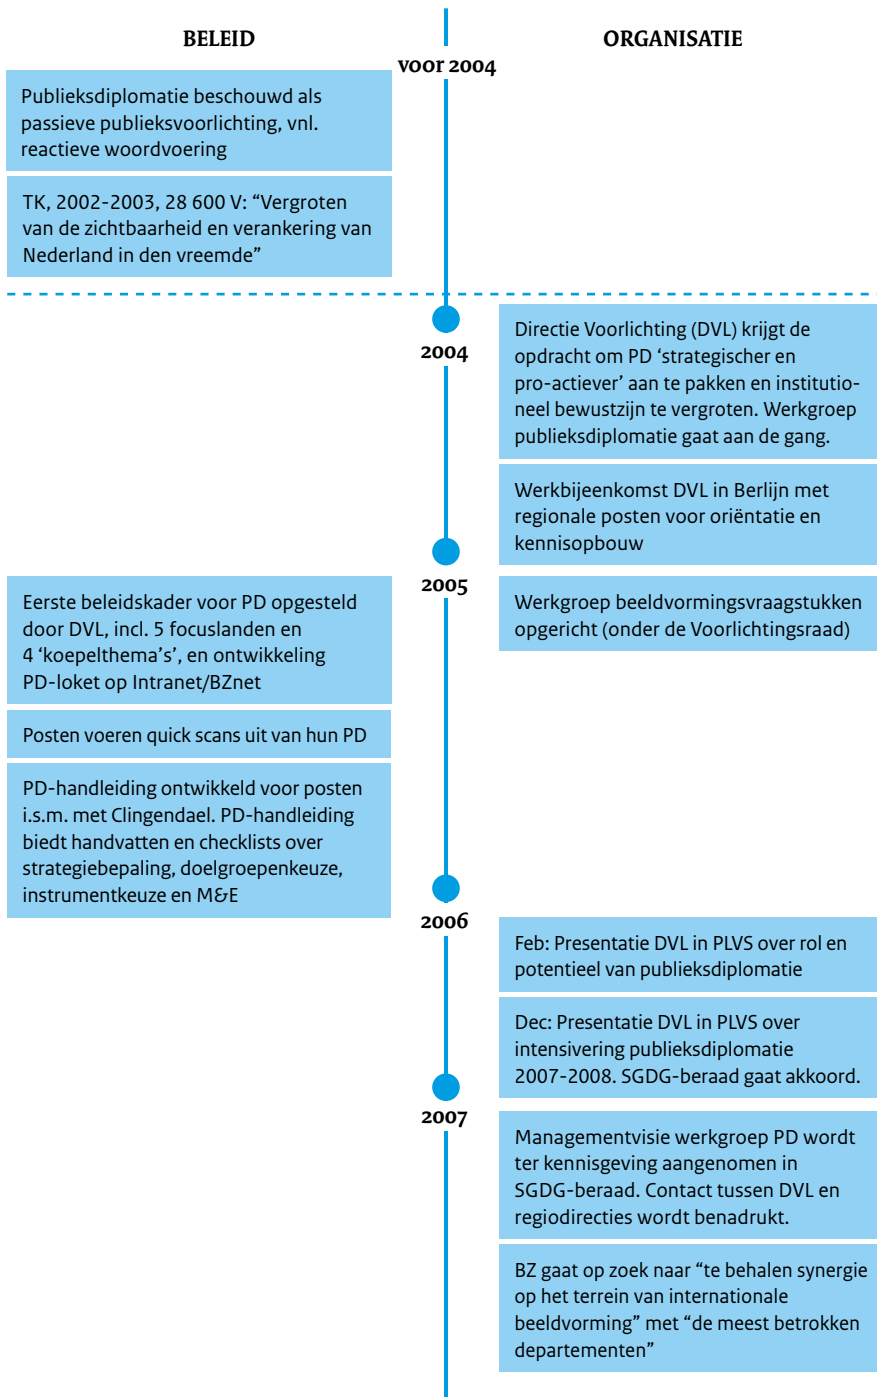 BELEID
ORGANISATIE
voor 2004
Publieksdiplomatie beschouwd als
passieve publieksvoorlichting, vnl.
reactieve woordvoering
TK, 2002-2003, 28 600 V: “Vergroten
van de zichtbaarheid en verankering van
Nederland in den vreemde”
2004
Directie Voorlichting (DVL) krijgt de
opdracht om PD ‘strategischer en
pro-actiever’ aan te pakken en institutio-
neel bewustzijn te vergroten. Werkgroep
publieksdiplomatie gaat aan de gang.
Werkbijeenkomst DVL in Berlijn met
regionale posten voor oriëntatie en
kennisopbouw
2005
Eerste beleidskader voor PD opgesteld
door DVL, incl. 5 focuslanden en
4 ‘koepelthema’s’, en ontwikkeling
PD-loket op Intranet/BZnet
Werkgroep beeldvormingsvraagstukken
opgericht (onder de Voorlichtingsraad)
Posten voeren quick scans uit van hun PD
PD-handleiding ontwikkeld voor posten
i.s.m. met Clingendael. PD-handleiding
biedt handvatten en checklists over
strategiebepaling, doelgroepenkeuze,
instrumentkeuze en M&E
2006
Feb: Presentatie DVL in PLVS over rol en
potentieel van publieksdiplomatie
Dec: Presentatie DVL in PLVS over
intensivering publieksdiplomatie
2007-2008. SGDG-beraad gaat akkoord.
2007
Managementvisie werkgroep PD wordt
ter kennisgeving aangenomen in
SGDG-beraad. Contact tussen DVL en
regiodirecties wordt benadrukt.
BZ gaat op zoek naar “te behalen synergie
op het terrein van internationale
beeldvorming” met “de meest betrokken
departementen”